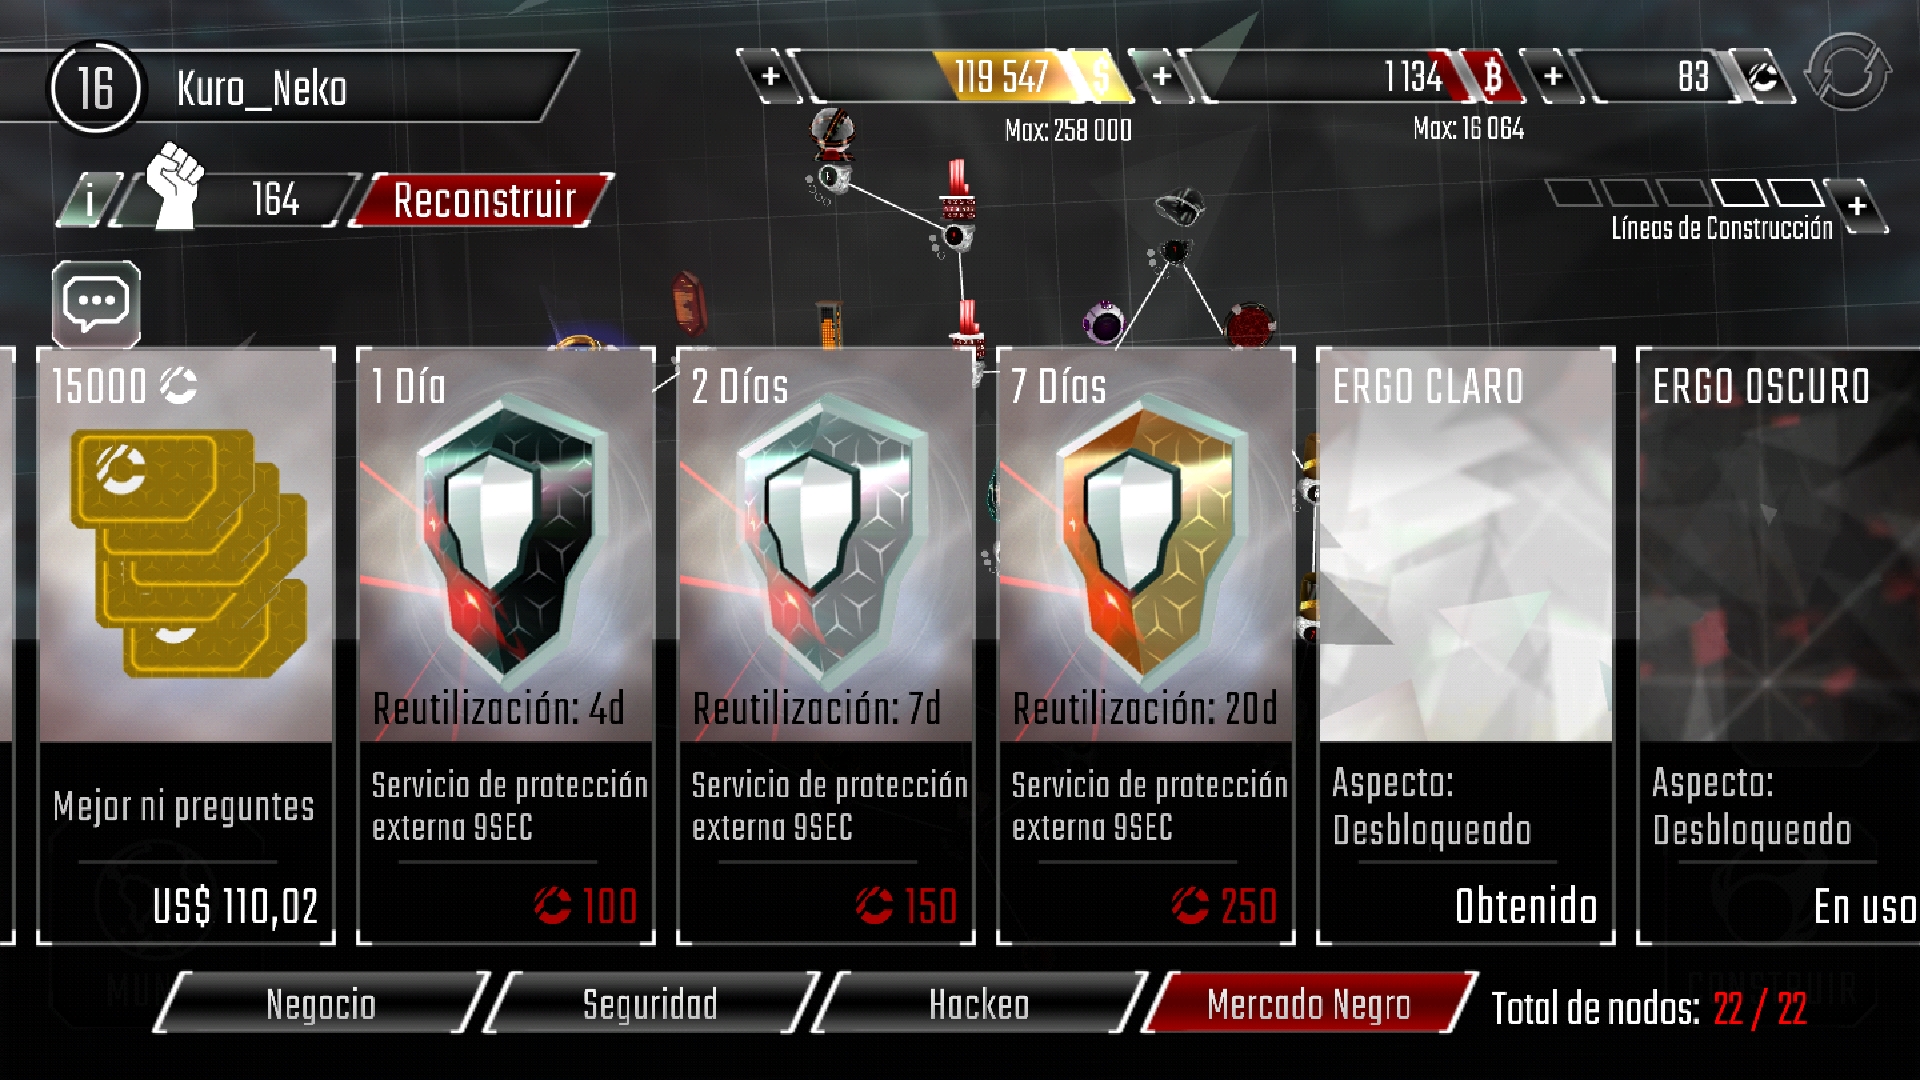 16
Kuro_Neko
119 547 $
1 134
83
Max: 258 000
Max: 16 064
i
164
Reconstruir
Líneas de Construcción
15000
1 Día
2 Días
7 Días
ERGO CLARO
ERGO OSCURO
Reutilización: 4d
Reutilización: 7d
Reutilización: 20d
Mejor ni preguntes
Servicio de protección
externa 9SEC
Servicio de protección
externa 9SEC
Servicio de protección
externa 9SEC
Aspecto:
Desbloqueado
Aspecto:
Desbloqueado
US$ 110,02
100
150
250
Obtenido
En uso
Negocio
Seguridad
Hackeo
Mercado Negro
Total de nodos: 22 / 22